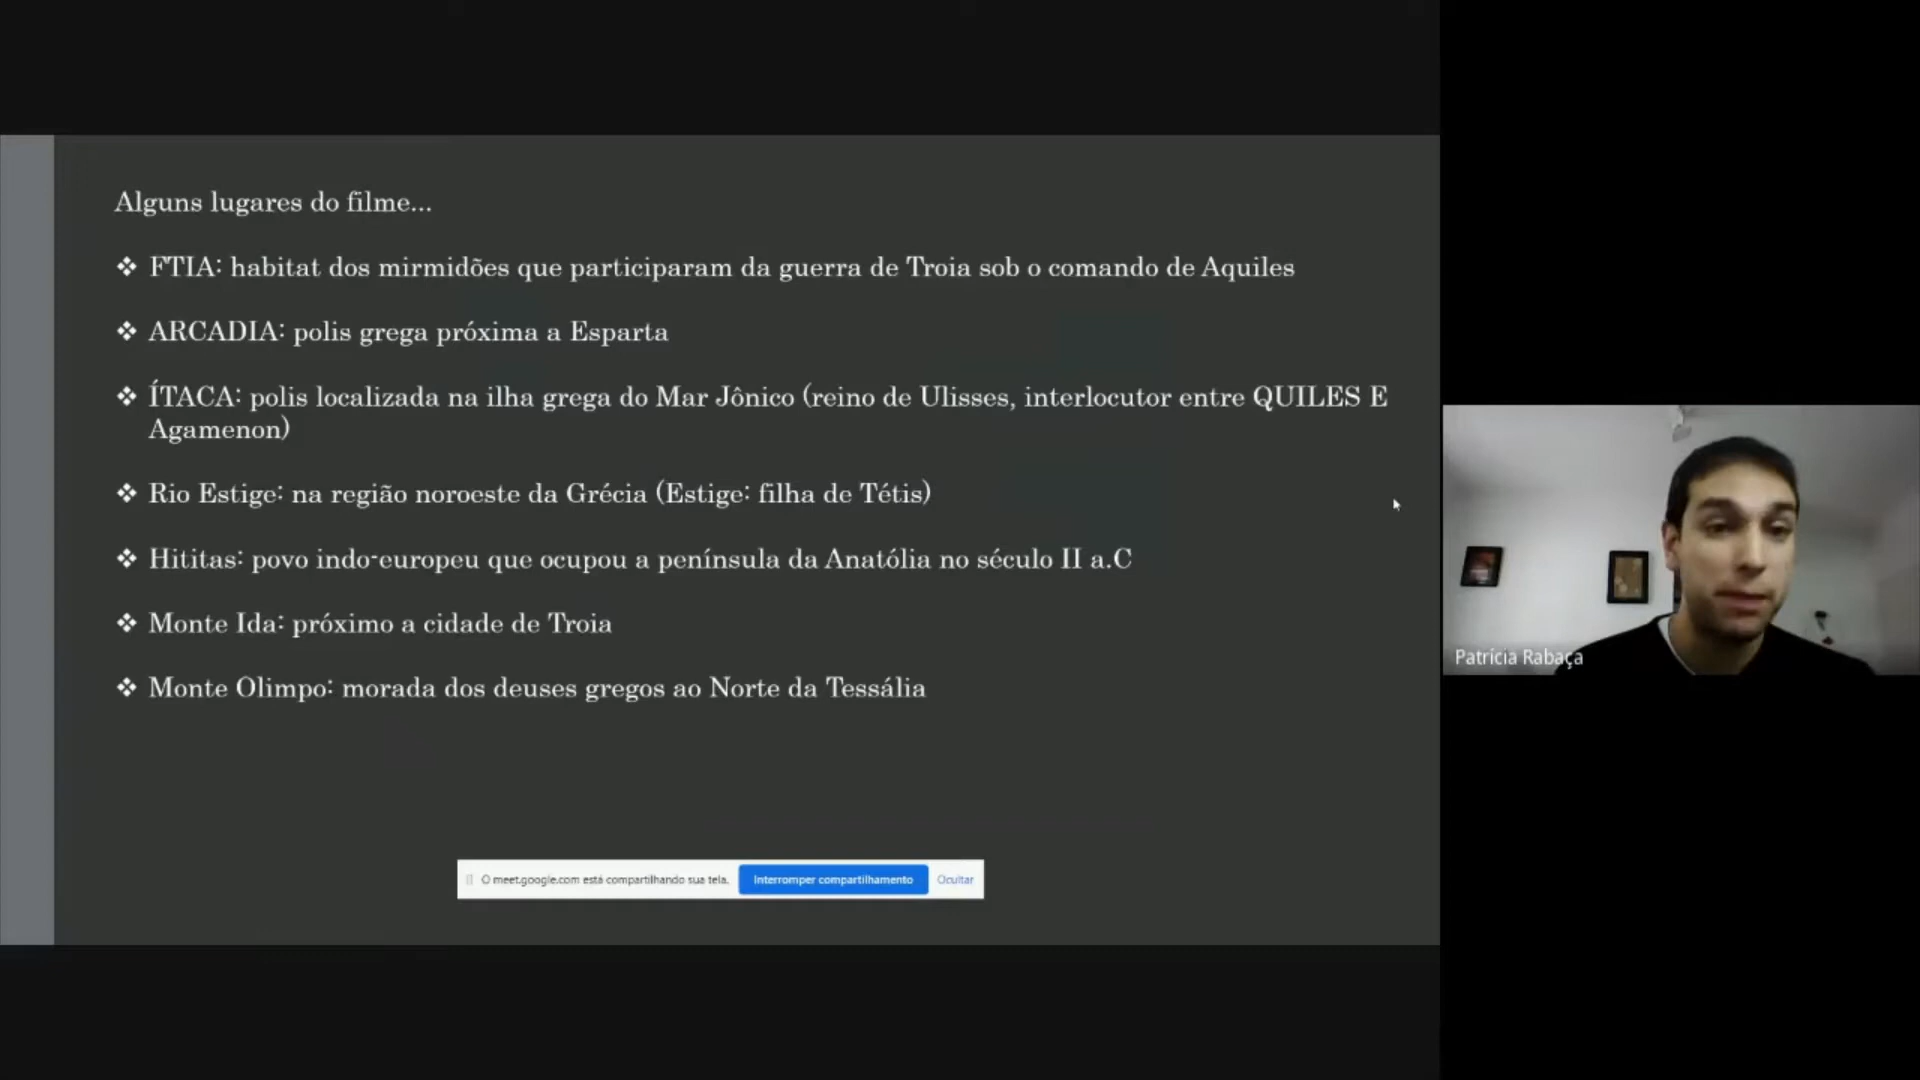 Alguns lugares do filme...
❖ FTIA: habitat dos mirmidões que participaram da guerra de Troia sob o comando de Aquiles
❖ ARCADIA: polis grega próxima a Esparta
❖ ÍTACA: polis localizada na ilha grega do Mar Jônico (reino de Ulisses, interlocutor entre QUILES E
Agamenon)
❖ Rio Estige: na região noroeste da Grécia (Estige: filha de Tétis)
❖ Hititas: povo indo-europeu que ocupou a península da Anatólia no século II a.C
❖ Monte Ida: próximo a cidade de Troia
❖ Monte Olimpo: morada dos deuses gregos ao Norte da Tessália
O meet.google.com está compartilhando sua tela. Interromper compartilhamento Ocultar
Patrícia Rabaça